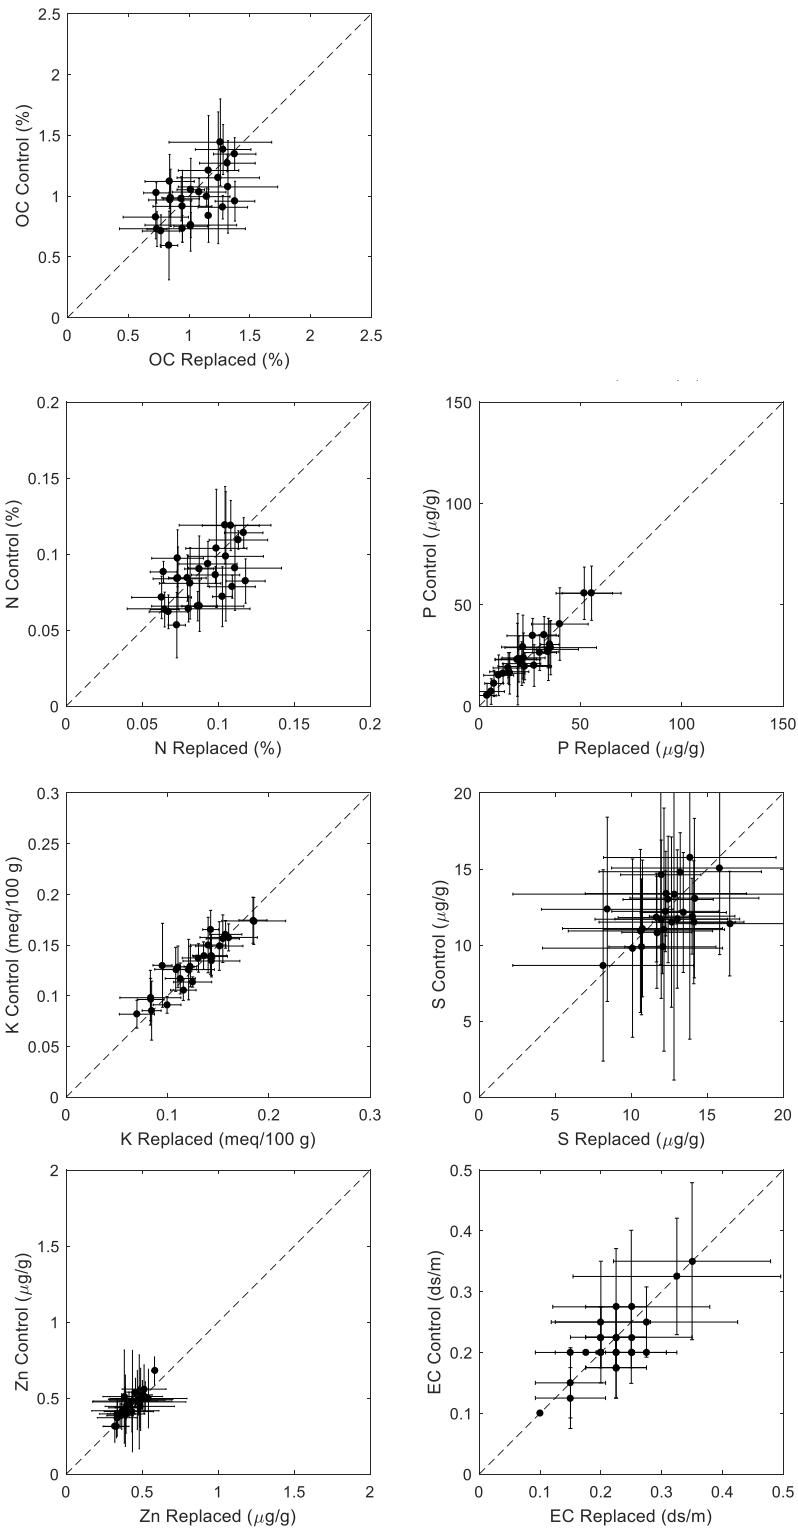 2.5
2
1.5
1
0.5
0
OC Control (%)
0 0.5 1 1.5 2 2.5
OC Replaced (%)
0.2
0.15
0.1
0.05
0
N Control (%)
0 0.05 0.1 0.15 0.2
N Replaced (%)
150
100
50
0
P Control (μg/g)
0 50 100 150
P Replaced (μg/g)
0.3
0.25
0.2
0.15
0.1
0.05
0
K Control (meq/100 g)
0 0.1 0.2 0.3
K Replaced (meq/100 g)
20
15
10
5
0
S Control (μg/g)
0 5 10 15 20
S Replaced (μg/g)
2
1.5
1
0.5
0
Zn Control (μg/g)
0 0.5 1 1.5 2
Zn Replaced (μg/g)
0.5
0.4
0.3
0.2
0.1
0
EC Control (ds/m)
0 0.1 0.2 0.3 0.4 0.5
EC Replaced (ds/m)